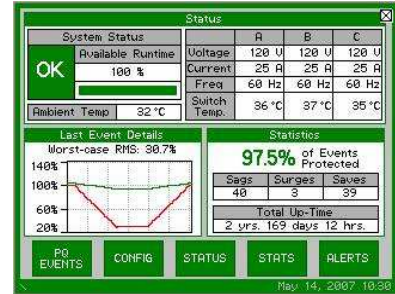 Status
System Status
OK
Available Runtime
100 %
Ambient Temp 32°C
A B C
Voltage 120 V 120 V 120 V
Current 25 A 25 A 25 A
Freq 60 Hz 60 Hz 60 Hz
Switch Temp. 36°C 37°C 35°C
Last Event Details
Worst-case RMS: 30.7%
140%
100%
60%
20%
Statistics
97.5% of Events Protected
Sags Surges Saves
40 3 39
Total Up-Time
2 yrs. 169 days 12 hrs.
PQ EVENTS
CONFIG
STATUS
STATS
ALERTS
May 14, 2007 10:30